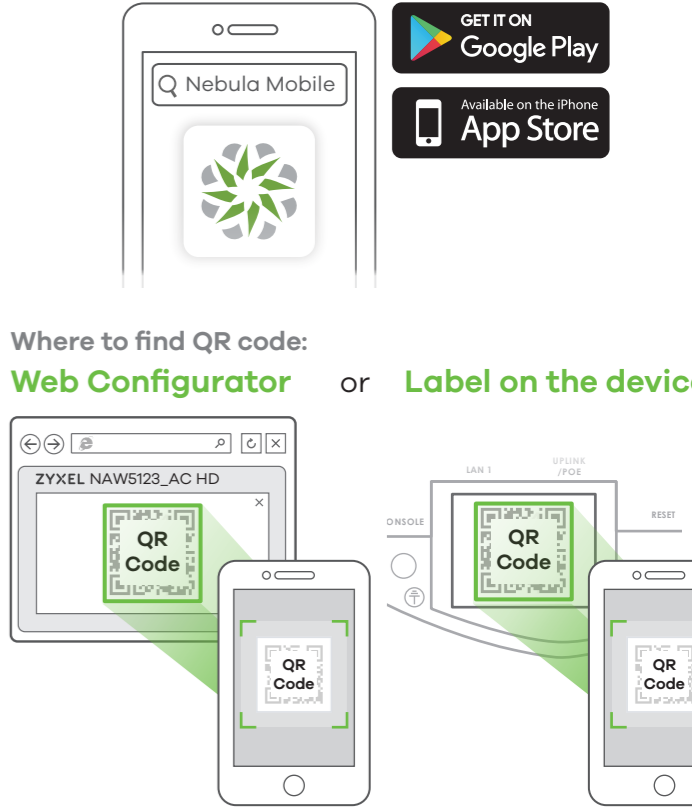 GET IT ON
Google Play
Nebula Mobile
Available on the iPhone
App Store
Where to find QR code:
Web Configurator or Label on the device
ZYXEL NAW5123_AC HD
LAN 1
UPLINK
/POE
RESET
QR
Code
QR
Code
QR
Code
QR
Code